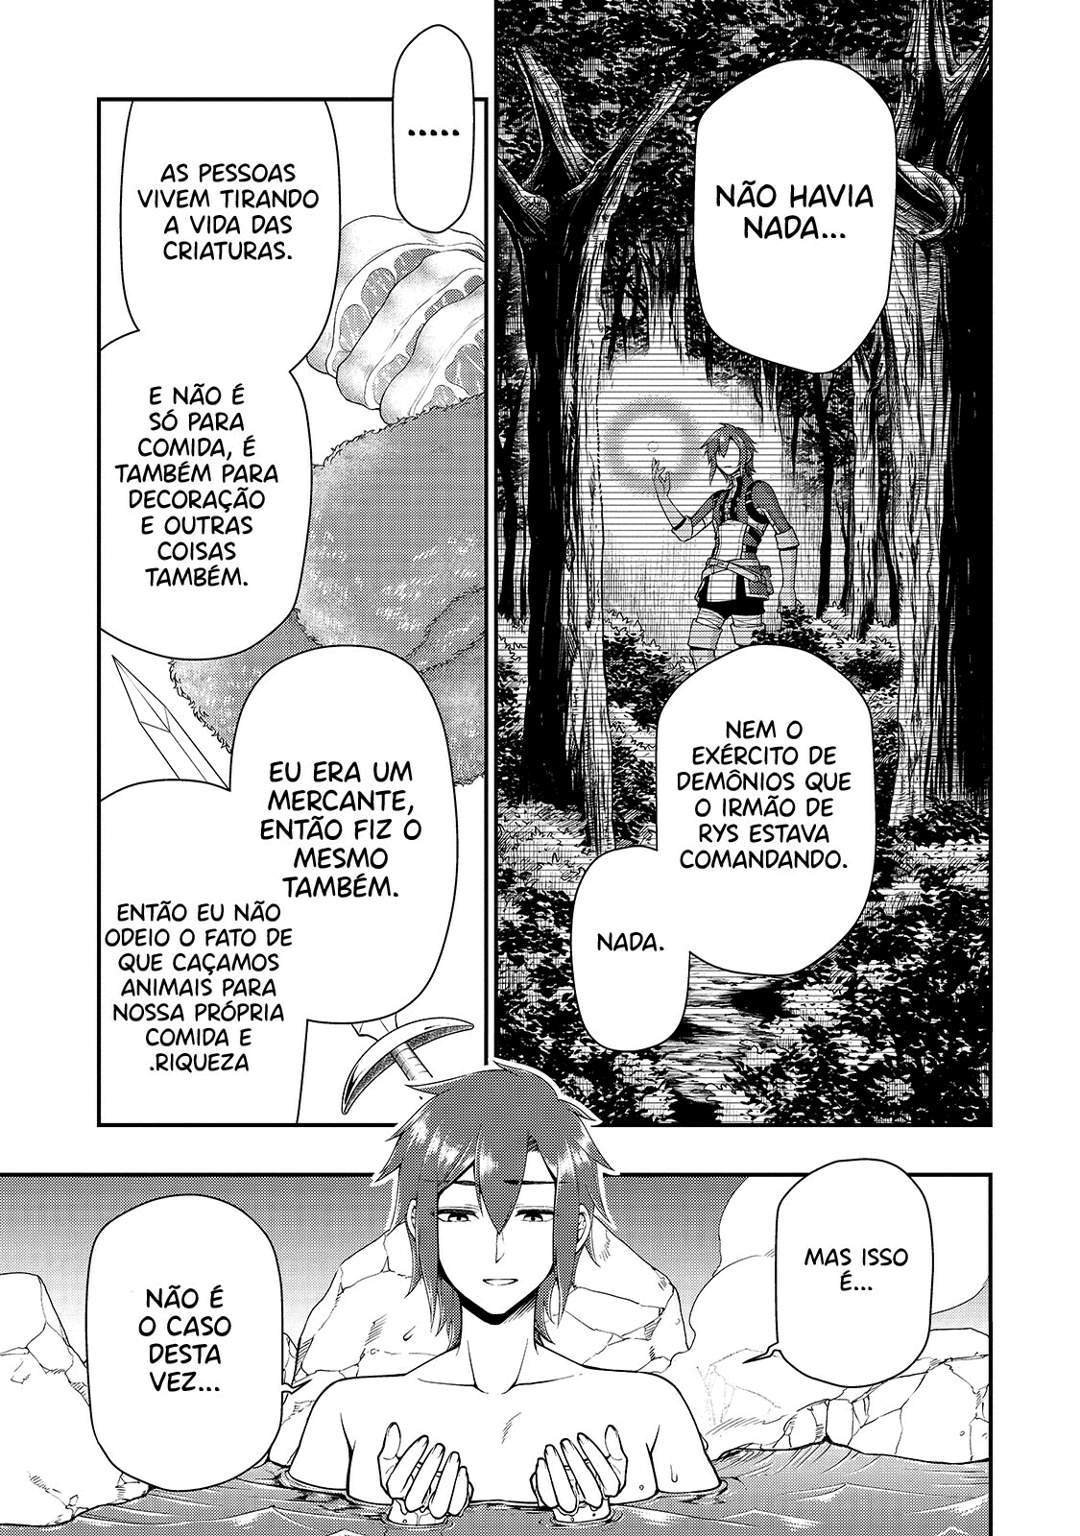 NÃO HAVIA
NADA...
NEM O
EXÉRCITO DE
DEMÔNIOS QUE
O IRMÃO DE
RYS ESTAVA
COMANDANDO.
NADA.
.....
AS PESSOAS
VIVEM TIRANDO
A VIDA DAS
CRIATURAS.
E NÃO É
SÓ PARA
COMIDA, É
TAMBÉM PARA
DECORAÇÃO
E OUTRAS
COISAS
TAMBÉM.
EU ERA UM
MERCANTE,
ENTÃO FIZ O
MESMO
TAMBÉM.
ENTÃO EU NÃO
ODEIO O FATO DE
QUE CAÇAMOS
ANIMAIS PARA
NOSSA PRÓPRIA
COMIDA E
.RIQUEZA
MAS ISSO
É...
NÃO É
O CASO
DESTA
VEZ...